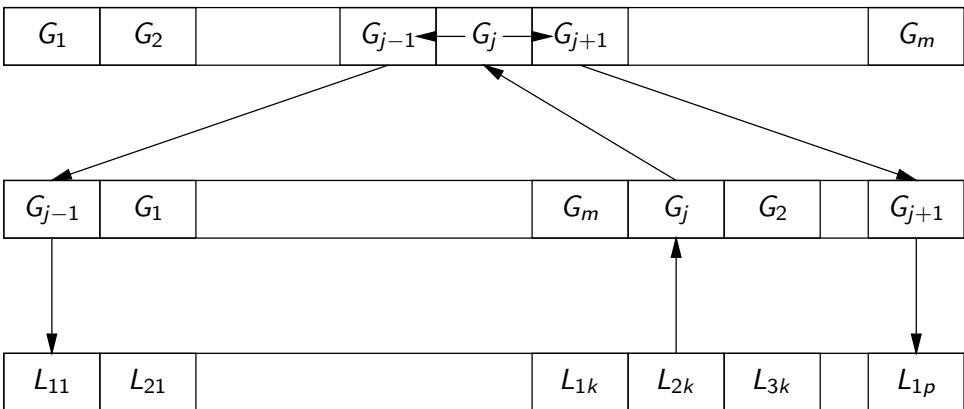 G₁ G₂ Gⱼ₋₁ Gⱼ Gⱼ₊₁ Gₘ
Gⱼ₋₁ G₁ Gₘ Gⱼ G₂ Gⱼ₊₁
L₁₁ L₂₁ L₁ₖ L₂ₖ L₃ₖ L₁ₚ